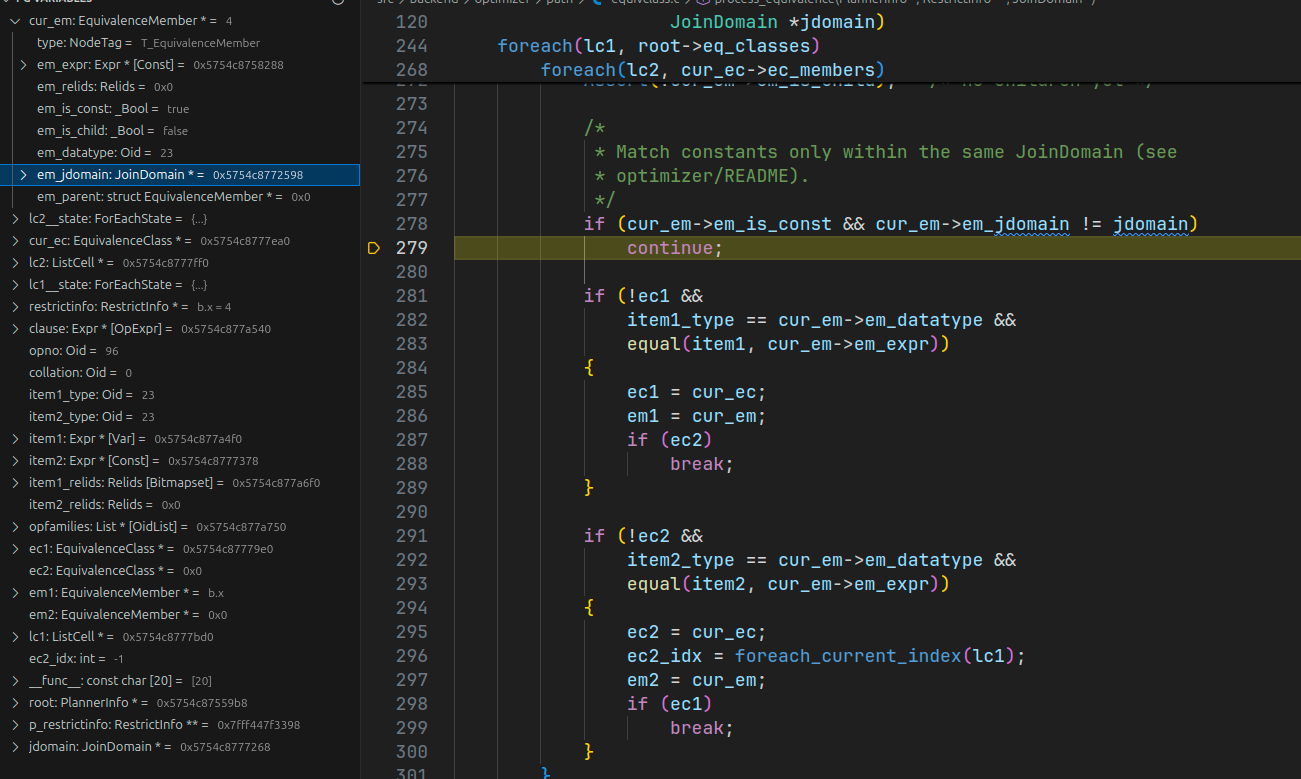 cur_em: EquivalenceMember * = 4
type: NodeTag = T_EquivalenceMember
em_expr: Expr * [Const] = 0x5754c8758288
em_relids: Relids = 0x0
em_is_const: _Bool = true
em_is_child: _Bool = false
em_datatype: Oid = 23
em_jdomain: JoinDomain * = 0x5754c8772598
em_parent: struct EquivalenceMember * = 0x0
lc2__state: ForEachState = {...}
cur_ec: EquivalenceClass * = 0x5754c8777ea0
lc2: ListCell * = 0x5754c8777ff0
lc1__state: ForEachState = {...}
restrictinfo: RestrictInfo * = b.x = 4
clause: Expr * [OpExpr] = 0x5754c877a540
opno: Oid = 96
collation: Oid = 0
item1_type: Oid = 23
item2_type: Oid = 23
item1: Expr * [Var] = 0x5754c877a4f0
item2: Expr * [Const] = 0x5754c8777378
item1_relids: Relids [Bitmapset] = 0x5754c877a6f0
item2_relids: Relids = 0x0
opfamilies: List * [OidList] = 0x5754c877a750
ec1: EquivalenceClass * = 0x5754c87779e0
ec2: EquivalenceClass * = 0x0
em1: EquivalenceMember * = b.x
em2: EquivalenceMember * = 0x0
lc1: ListCell * = 0x5754c8777bd0
ec2_idx: int = -1
__func__: const char [20] = [20]
root: PlannerInfo * = 0x5754c87559b8
p_restrictinfo: RestrictInfo ** = 0x7fff447f3398
jdomain: JoinDomain * = 0x5754c8777268
120 JoinDomain *jdomain)
244 foreach(lc1, root->eq_classes)
268 foreach(lc2, cur_ec->ec_members)
273
274 /*
275 * Match constants only within the same JoinDomain (see
276 * optimizer/README).
277 */
278 if (cur_em->em_is_const && cur_em->em_jdomain != jdomain)
279 continue;
280
281 if (!ec1 &&
282 item1_type == cur_em->em_datatype &&
283 equal(item1, cur_em->em_expr))
284 {
285 ec1 = cur_ec;
286 em1 = cur_em;
287 if (ec2)
288 break;
289 }
290
291 if (!ec2 &&
292 item2_type == cur_em->em_datatype &&
293 equal(item2, cur_em->em_expr))
294 {
295 ec2 = cur_ec;
296 ec2_idx = foreach_current_index(lc1);
297 em2 = cur_em;
298 if (ec1)
299 break;
300 }
301 }